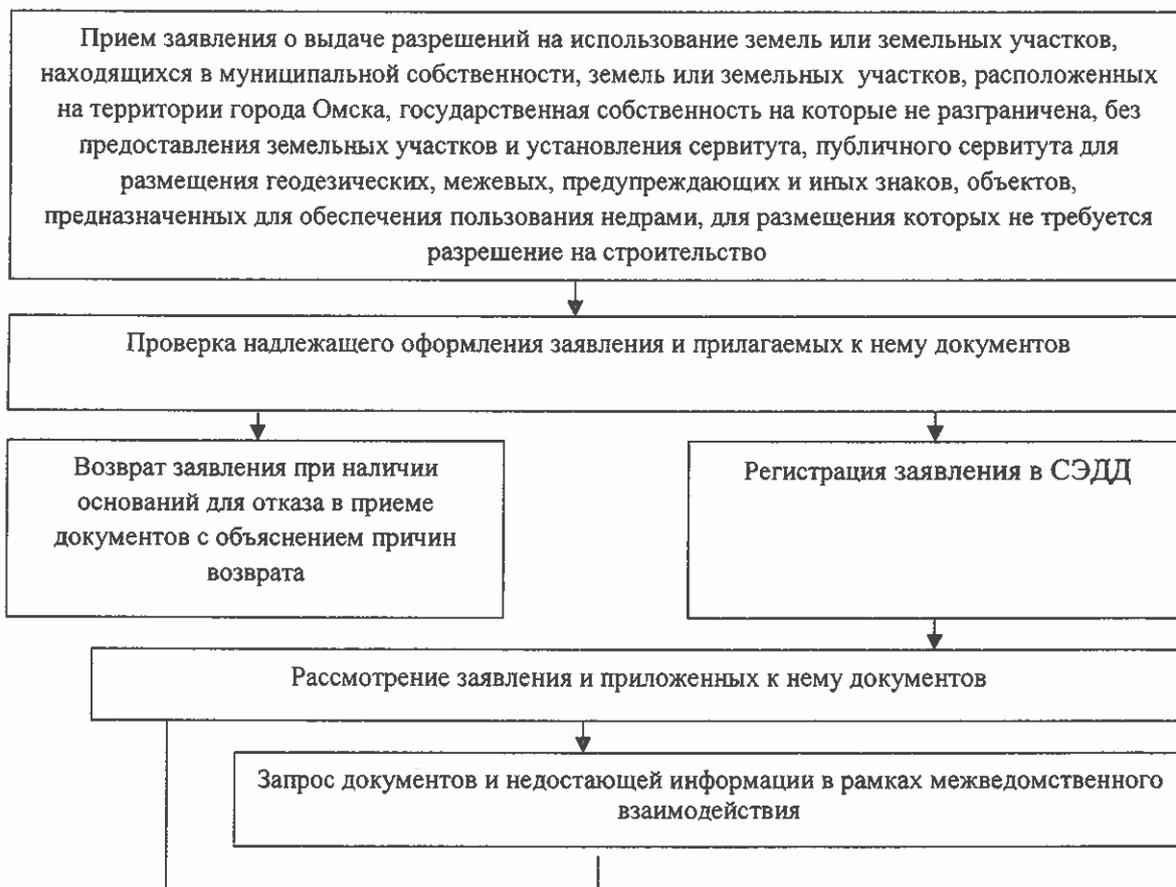 Прием заявления о выдаче разрешений на использование земель или земельных участков,
находящихся в муниципальной собственности, земель или земельных участков, расположенных
на территории города Омска, государственная собственность на которые не разграничена, без
предоставления земельных участков и установления сервитута, публичного сервитута для
размещения геодезических, межевых, предупреждающих и иных знаков, объектов,
предназначенных для обеспечения пользования недрами, для размещения которых не требуется
разрешение на строительство
Проверка надлежащего оформления заявления и прилагаемых к нему документов
Возврат заявления при наличии
оснований для отказа в приеме
документов с объяснением причин
возврата
Регистрация заявления в СЭДД
Рассмотрение заявления и приложенных к нему документов
Запрос документов и недостающей информации в рамках межведомственного
взаимодействия